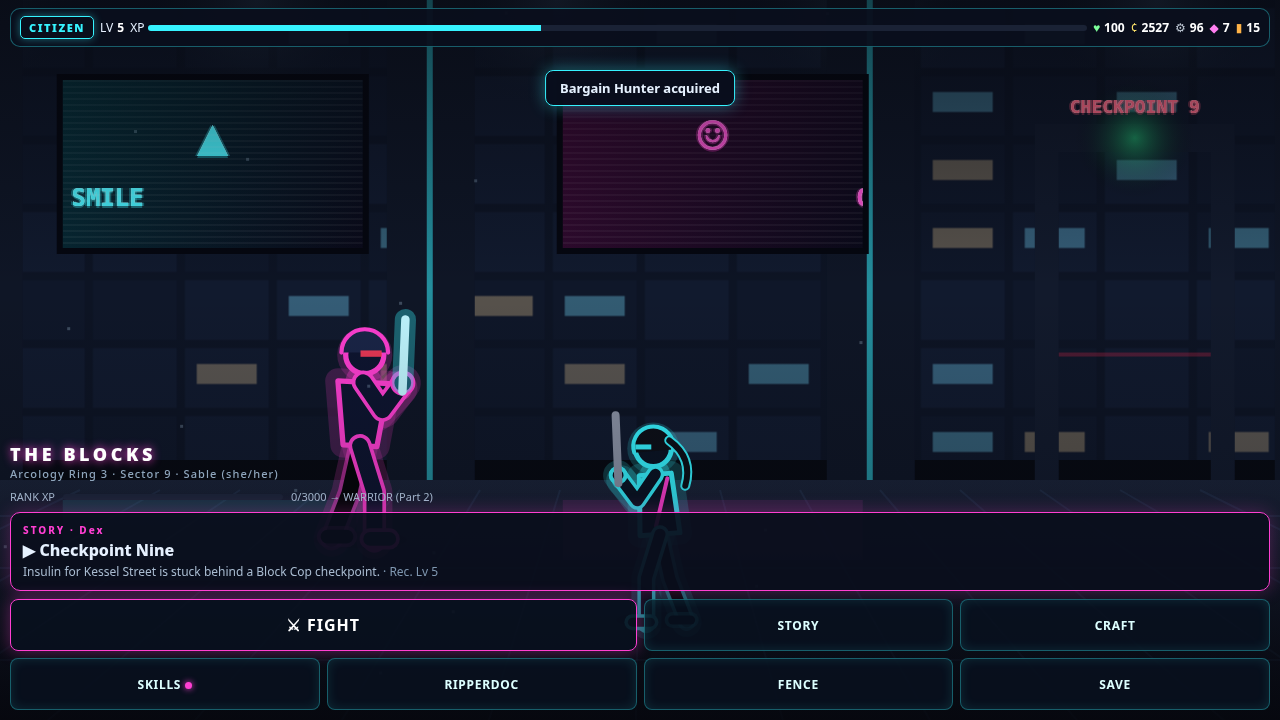 CITIZEN LV 5 XP ♥ 100 ¢ 2527 ⚙ 96 ◆ 7 ▮ 15
Bargain Hunter acquired
CHECKPOINT 9
SMILE
THE BLOCKS
Arcology Ring 3 · Sector 9 · Sable (she/her)
RANK XP 0/3000 → WARRIOR (Part 2)
STORY · Dex
▶ Checkpoint Nine
Insulin for Kessel Street is stuck behind a Block Cop checkpoint. · Rec. Lv 5
⚔ FIGHT
STORY
CRAFT
SKILLS
RIPPERDOC
FENCE
SAVE